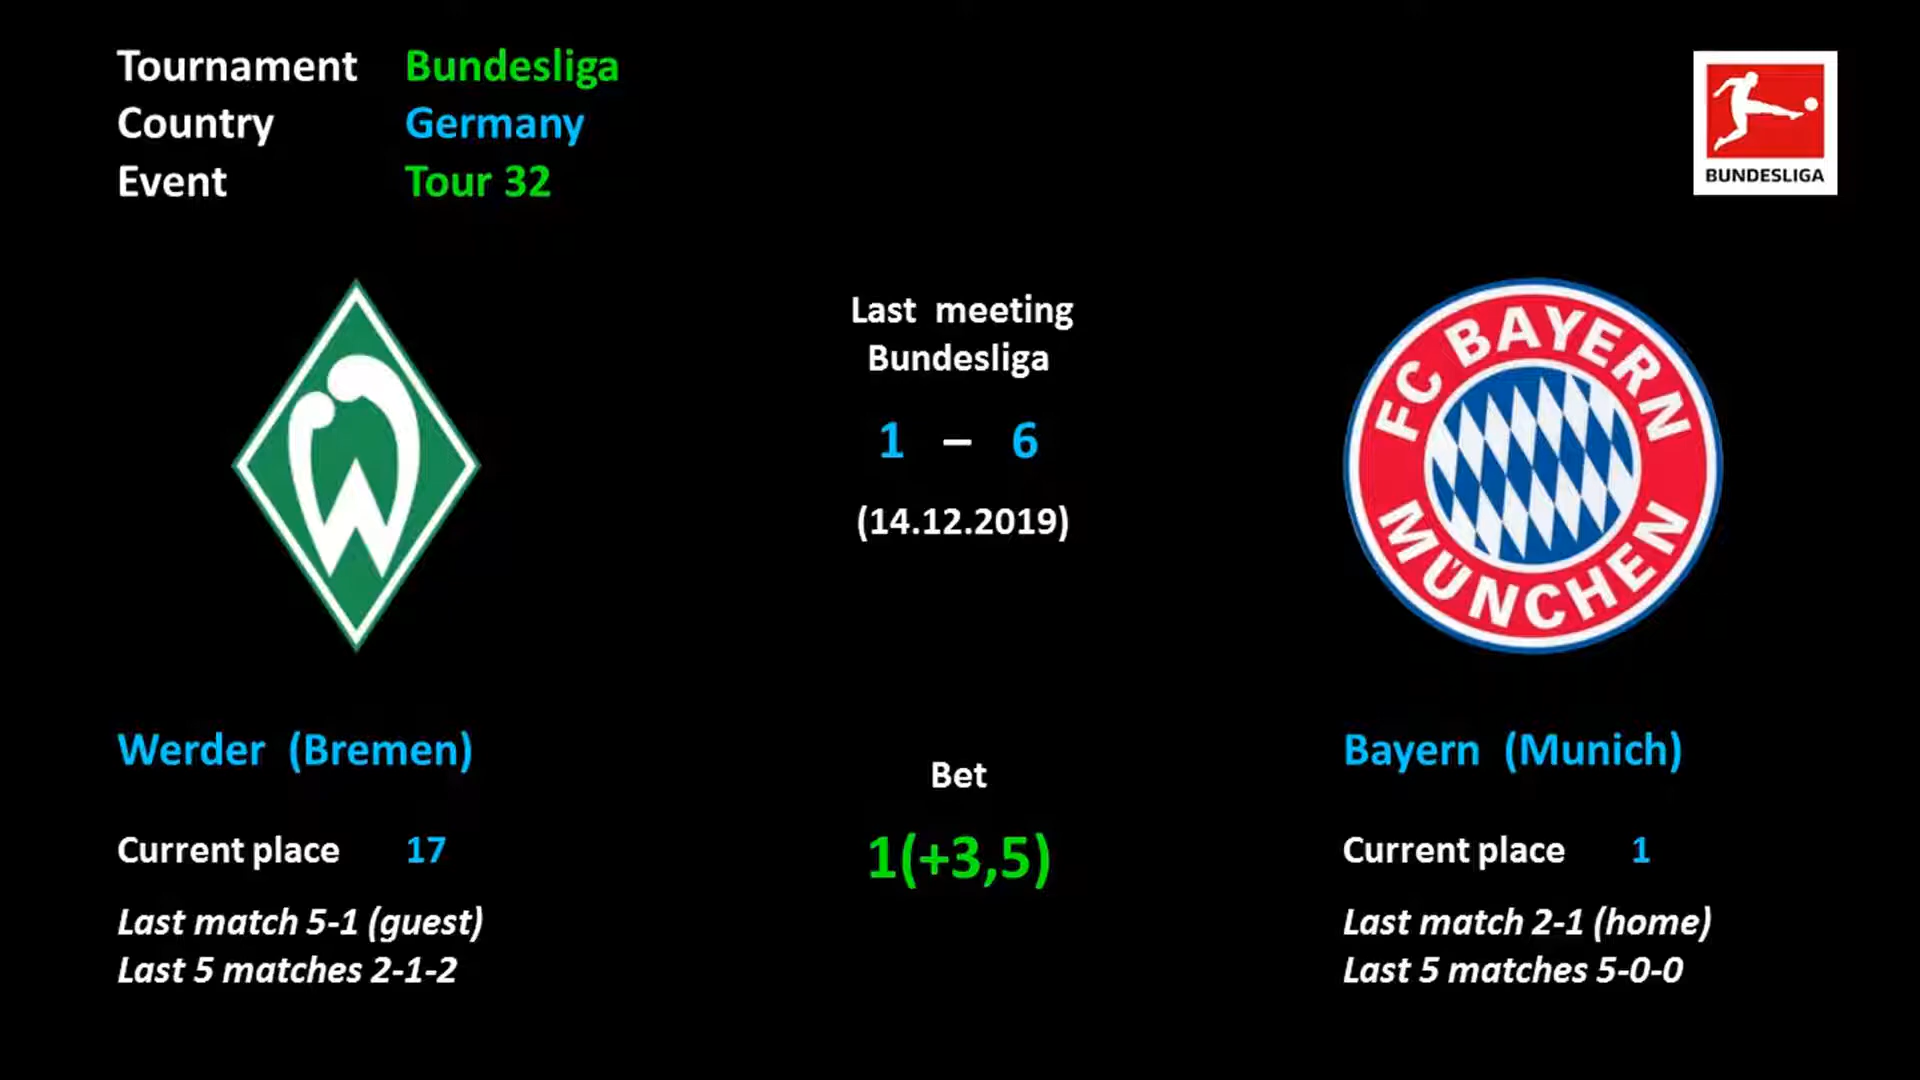 Tournament Bundesliga
Country Germany
Event Tour 32
BUNDESLIGA
Last meeting
Bundesliga
1 – 6
(14.12.2019)
FC BAYERN
MÜNCHEN
W
Werder (Bremen)
Bayern (Munich)
Bet
1(+3,5)
Current place 17
Last match 5-1 (guest)
Last 5 matches 2-1-2
Current place 1
Last match 2-1 (home)
Last 5 matches 5-0-0